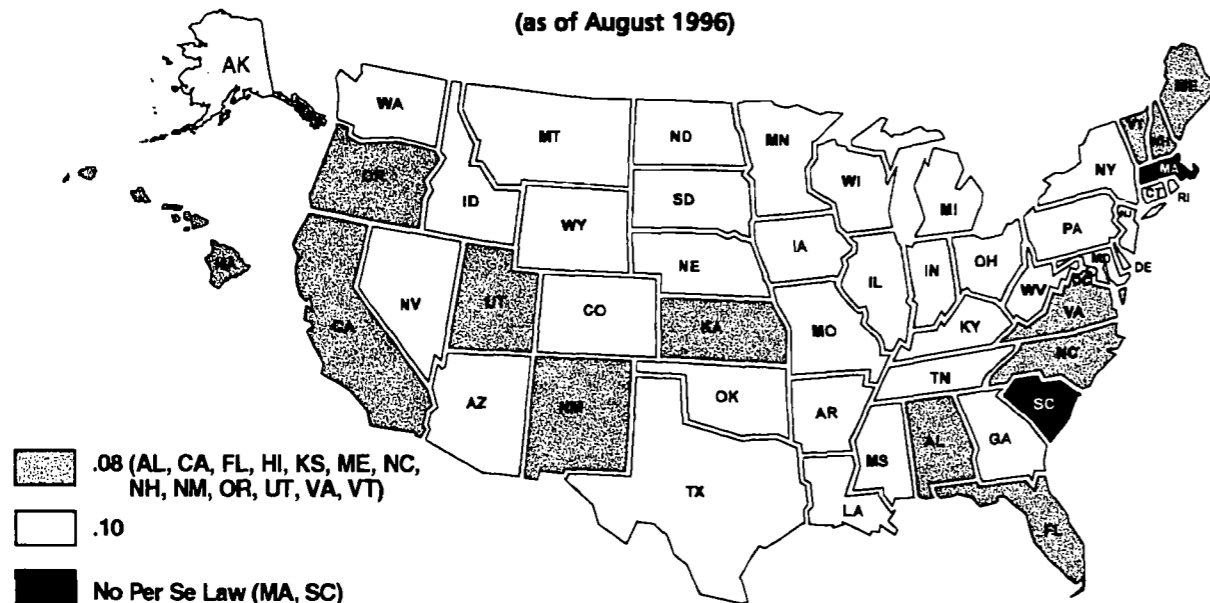 (as of August 1996)
AK
WA
MT
ND
MN
ME
VT
NH
OR
ID
SD
WI
MI
NY
MA
CT
RI
WY
IA
PA
NJ
NE
IL
IN
OH
MD
DE
DC
HI
NV
UT
CO
KA
MO
WV
VA
KY
CA
NC
TN
AZ
NM
OK
AR
SC
MS
AL
GA
TX
LA
FL
.08 (AL, CA, FL, HI, KS, ME, NC,
NH, NM, OR, UT, VA, VT)
.10
No Per Se Law (MA, SC)